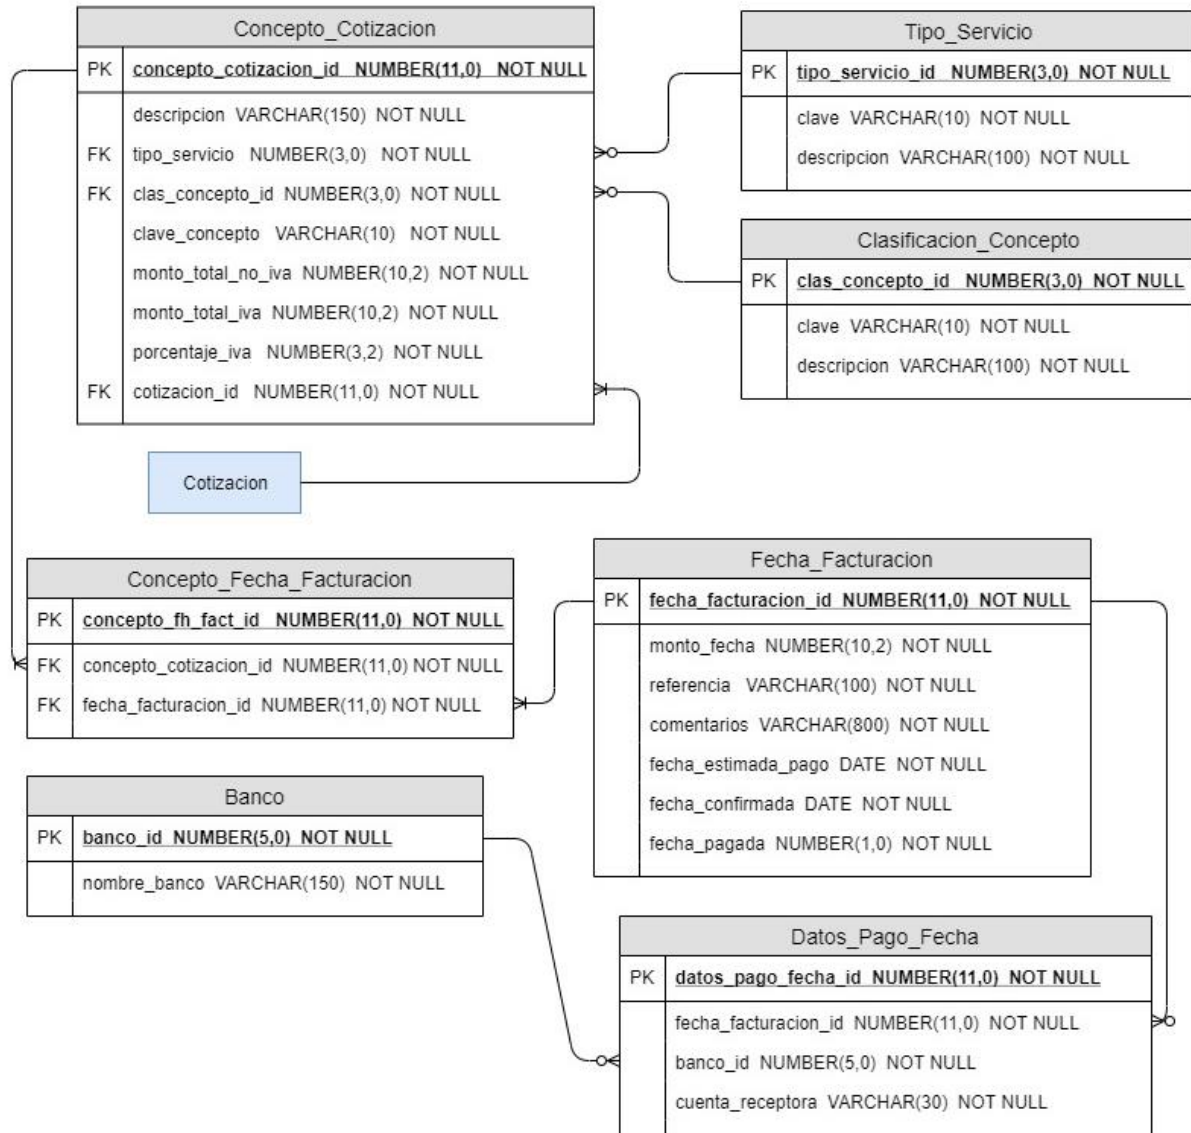 Concepto_Cotizacion
PK concepto_cotizacion_id NUMBER(11,0) NOT NULL
descripcion VARCHAR(150) NOT NULL
FK tipo_servicio NUMBER(3,0) NOT NULL
FK clas_concepto_id NUMBER(3,0) NOT NULL
clave_concepto VARCHAR(10) NOT NULL
monto_total_no_iva NUMBER(10,2) NOT NULL
monto_total_iva NUMBER(10,2) NOT NULL
porcentaje_iva NUMBER(3,2) NOT NULL
FK cotizacion_id NUMBER(11,0) NOT NULL
Tipo_Servicio
PK tipo_servicio_id NUMBER(3,0) NOT NULL
clave VARCHAR(10) NOT NULL
descripcion VARCHAR(100) NOT NULL
Clasificacion_Concepto
PK clas_concepto_id NUMBER(3,0) NOT NULL
clave VARCHAR(10) NOT NULL
descripcion VARCHAR(100) NOT NULL
Cotizacion
Concepto_Fecha_Facturacion
PK concepto_fh_fact_id NUMBER(11,0) NOT NULL
FK concepto_cotizacion_id NUMBER(11,0) NOT NULL
FK fecha_facturacion_id NUMBER(11,0) NOT NULL
Fecha_Facturacion
PK fecha_facturacion_id NUMBER(11,0) NOT NULL
monto_fecha NUMBER(10,2) NOT NULL
referencia VARCHAR(100) NOT NULL
comentarios VARCHAR(800) NOT NULL
fecha_estimada_pago DATE NOT NULL
fecha_confirmada DATE NOT NULL
fecha_pagada NUMBER(1,0) NOT NULL
Banco
PK banco_id NUMBER(5,0) NOT NULL
nombre_banco VARCHAR(150) NOT NULL
Datos_Pago_Fecha
PK datos_pago_fecha_id NUMBER(11,0) NOT NULL
fecha_facturacion_id NUMBER(11,0) NOT NULL
banco_id NUMBER(5,0) NOT NULL
cuenta_receptora VARCHAR(30) NOT NULL